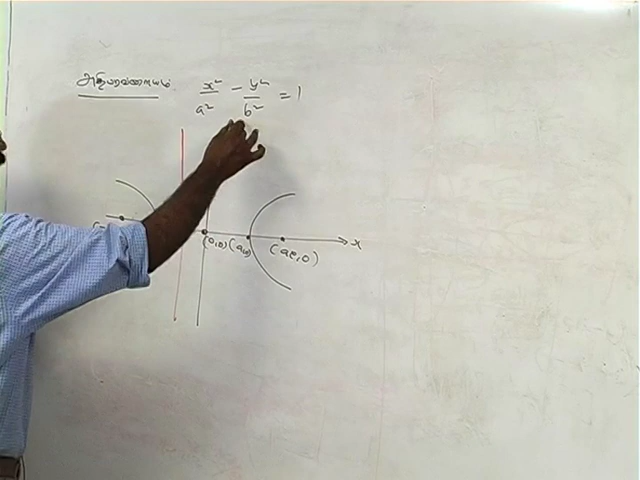 அதிபரவளையம் x²/a² - y²/b² = 1
(0,0) (a,0) (ae,0) x